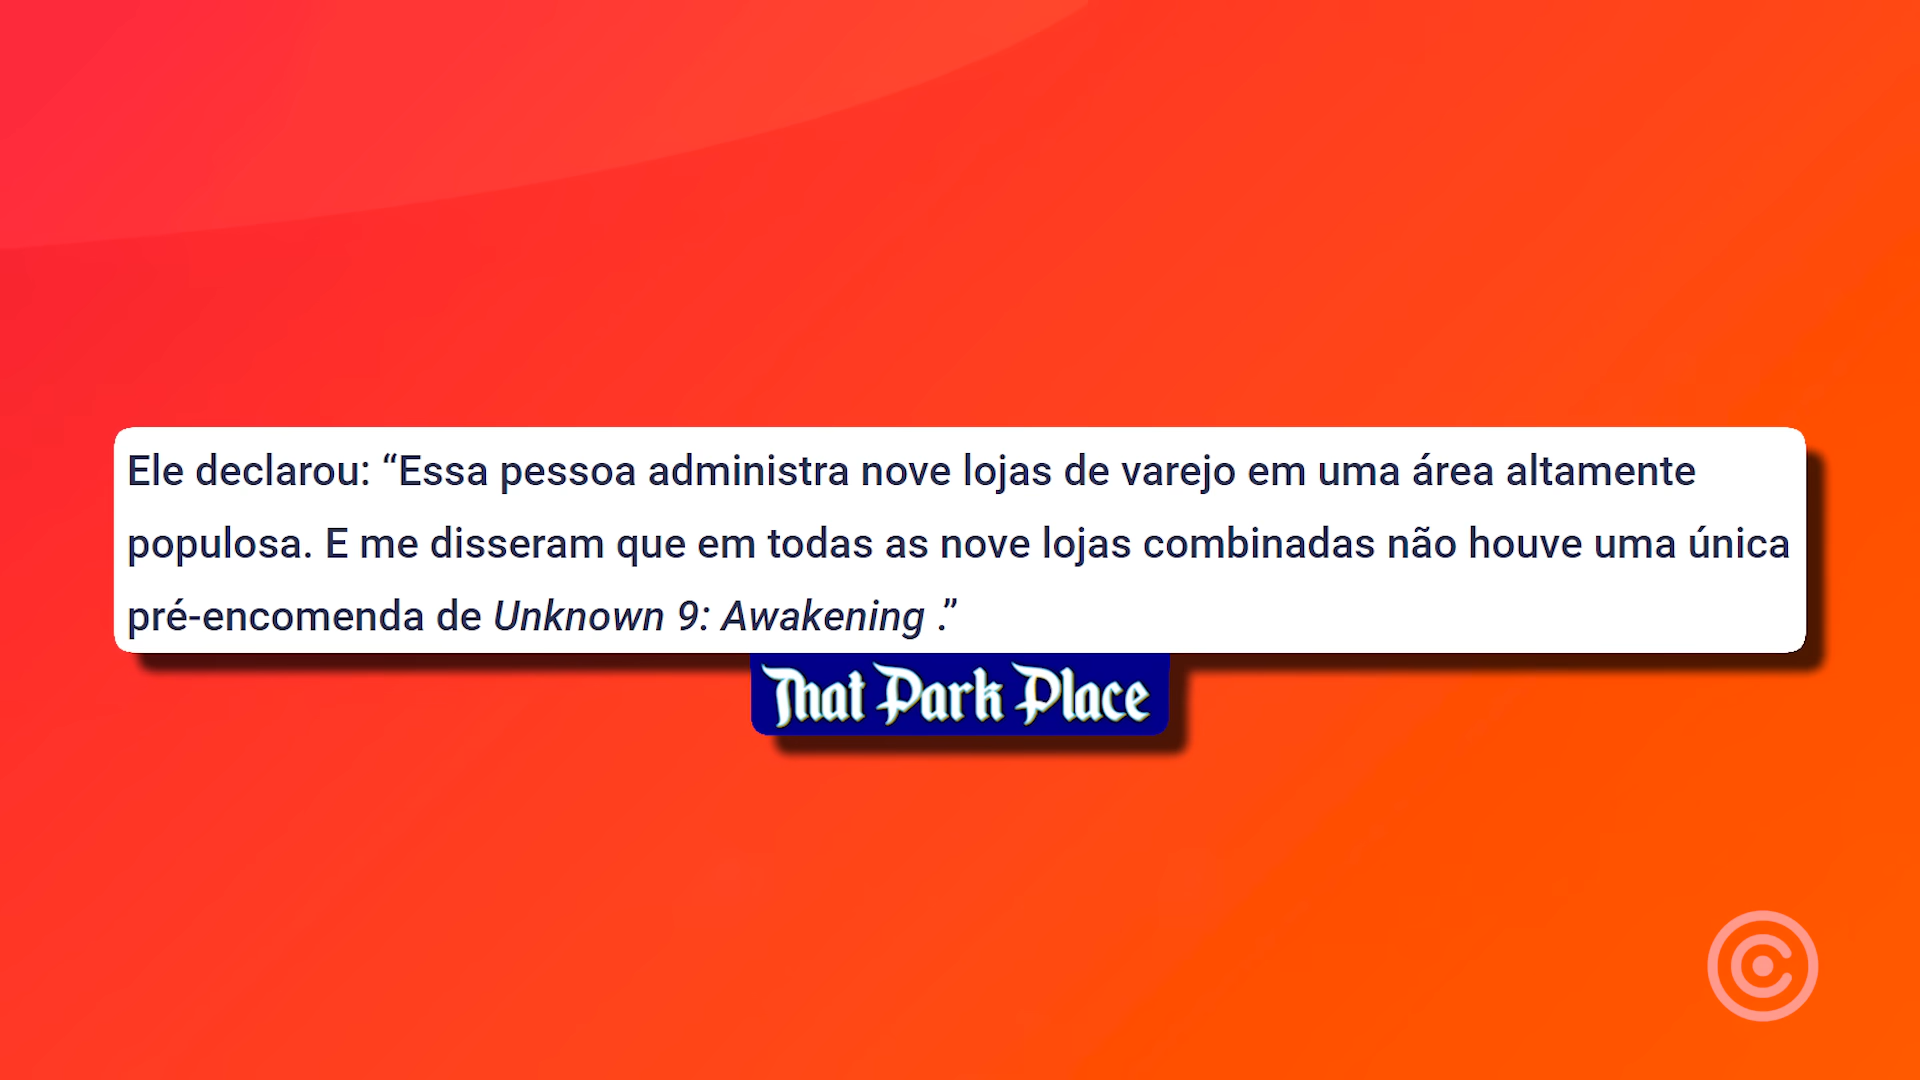 Ele declarou: “Essa pessoa administra nove lojas de varejo em uma área altamente
populosa. E me disseram que em todas as nove lojas combinadas não houve uma única
pré-encomenda de Unknown 9: Awakening .”
That Park Place